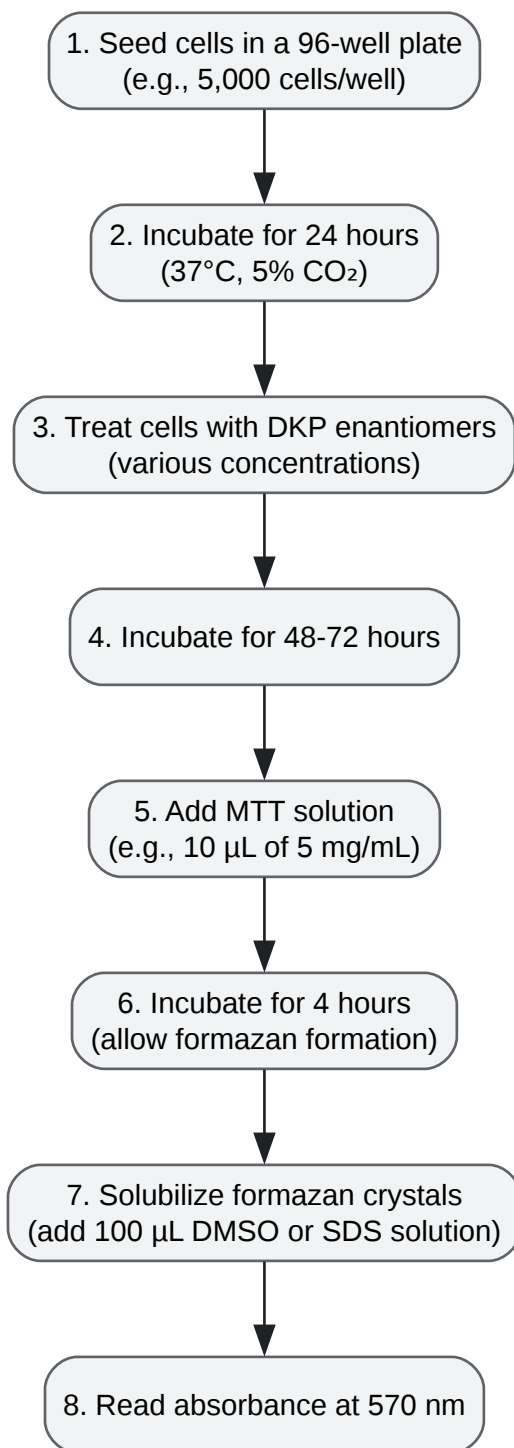 1. Seed cells in a 96-well plate
(e.g., 5,000 cells/well)
2. Incubate for 24 hours
(37°C, 5% CO₂)
3. Treat cells with DKP enantiomers
(various concentrations)
4. Incubate for 48-72 hours
5. Add MTT solution
(e.g., 10 µL of 5 mg/mL)
6. Incubate for 4 hours
(allow formazan formation)
7. Solubilize formazan crystals
(add 100 µL DMSO or SDS solution)
8. Read absorbance at 570 nm